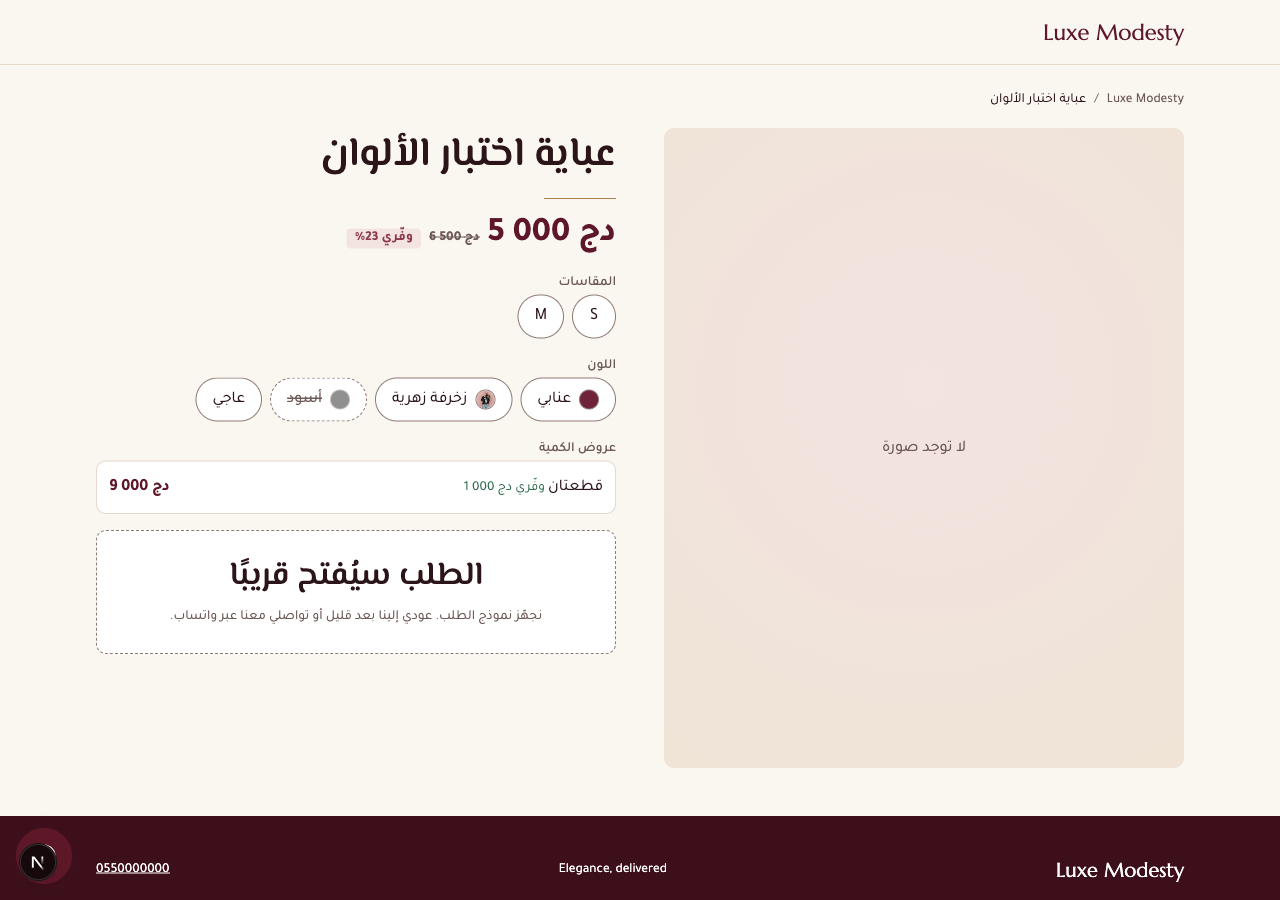 Luxe Modesty
Luxe Modesty / عباية اختبار الألوان
لا توجد صورة
عباية اختبار الألوان
دج 5 000 دج 6 500 وفّري 23%
المقاسات
S M
اللون
عنابي زخرفة زهرية أسود عاجي
عروض الكمية
قطعتان وفّري دج 1 000 دج 9 000
الطلب سيُفتح قريبًا
نجهّز نموذج الطلب. عودي إلينا بعد قليل أو تواصلي معنا عبر واتساب.
Luxe Modesty
Elegance, delivered
0550000000
N